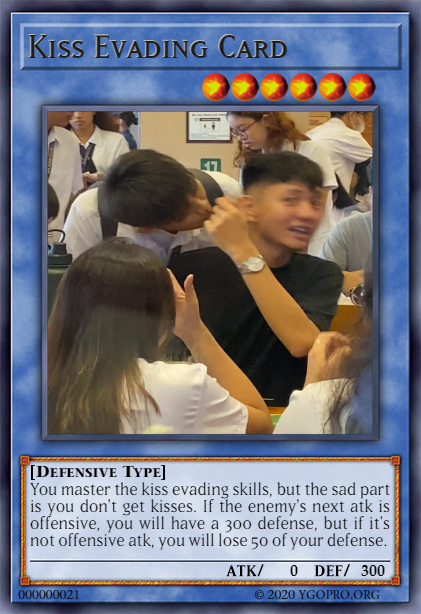 Kiss Evading Card
17
[Defensive Type]
You master the kiss evading skills, but the sad part
is you don't get kisses. If the enemy's next atk is
offensive, you will have a 300 defense, but if it's
not offensive atk, you will lose 50 of your defense.
ATK/ 0 DEF/ 300
000000021 © 2020 YGOPRO.ORG